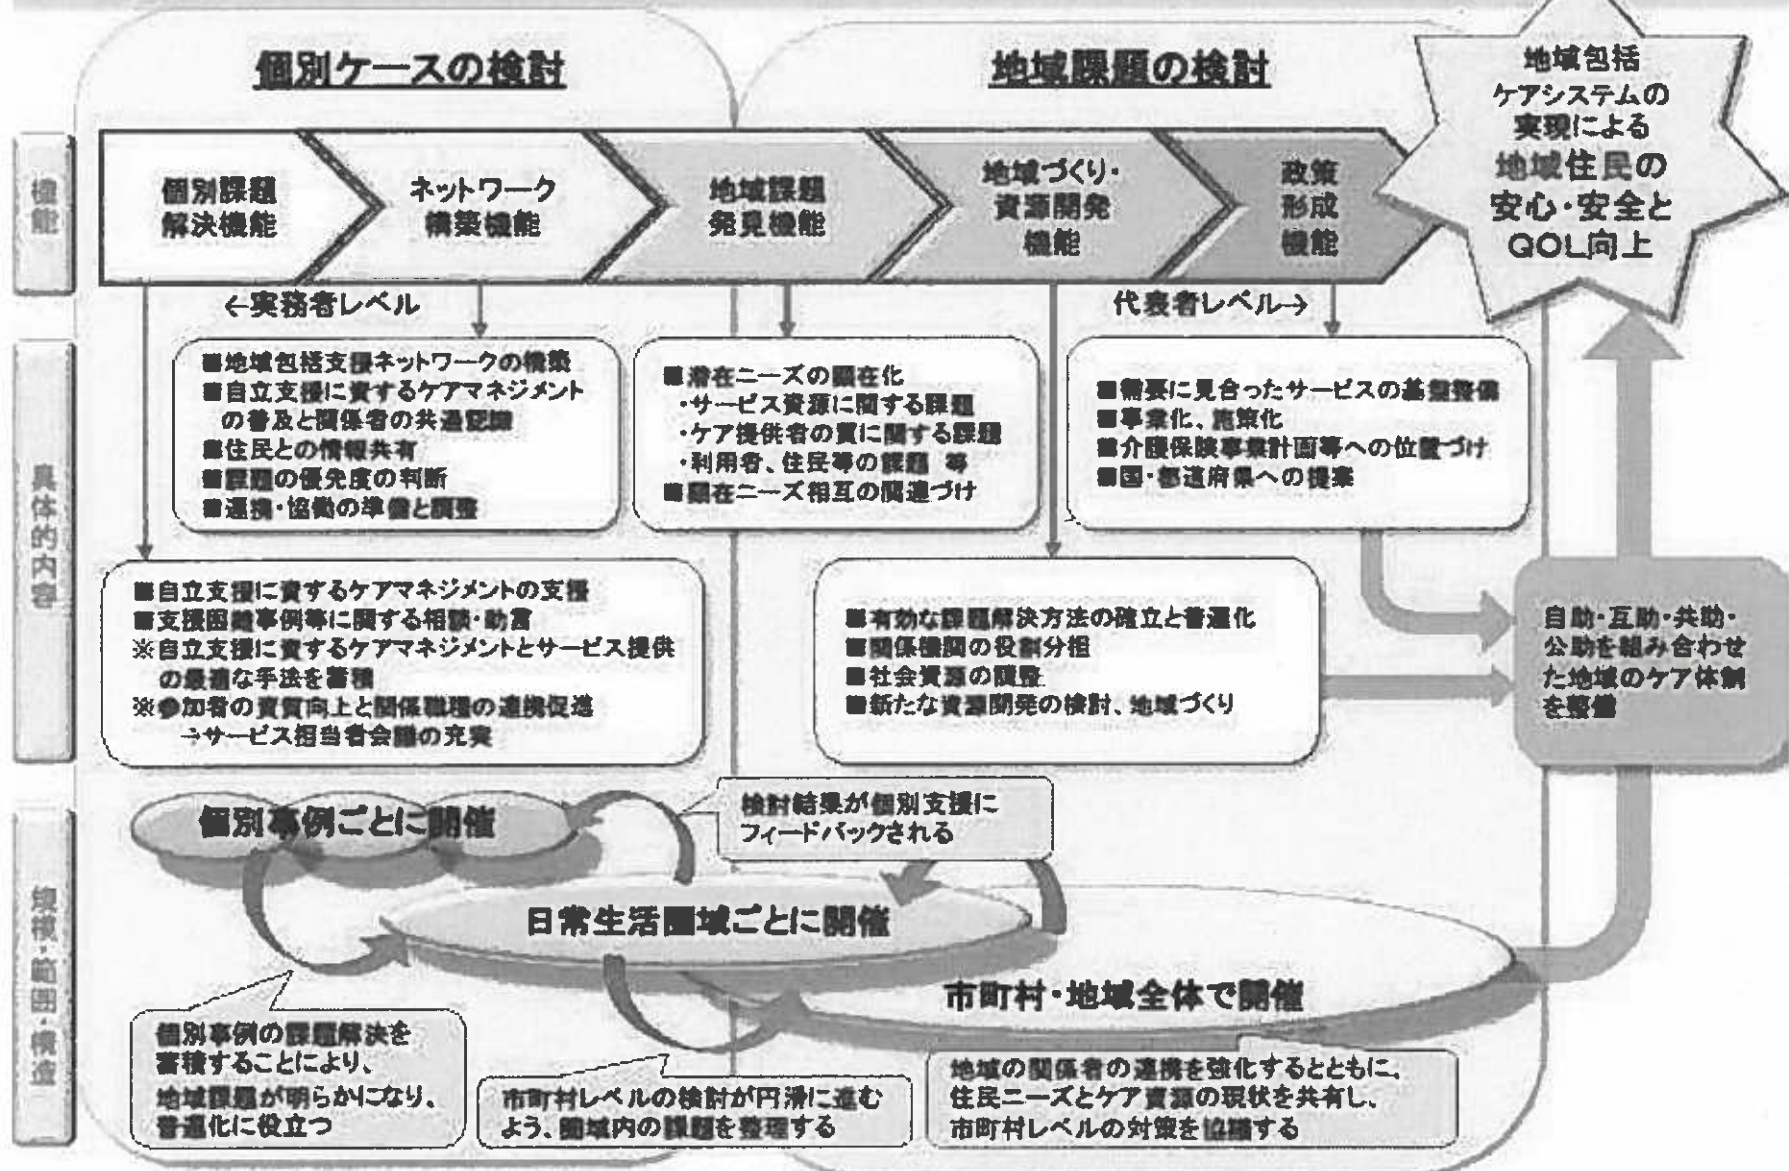 個別ケースの検討
地域課題の検討
地域包括
ケアシステムの
実現による
地域住民の
安心・安全と
QOL向上
機能
個別課題
解決機能
ネットワーク
構築機能
地域課題
発見機能
地域づくり・
資源開発
機能
政策
形成
機能
←実務者レベル
代表者レベル→
具体的内容
■地域包括支援ネットワークの構築
■自立支援に資するケアマネジメント
の普及と関係者の共通認識
■住民との情報共有
■課題の優先度の判断
■連携・協働の準備と調整
■潜在ニーズの顕在化
・サービス資源に関する課題
・ケア提供者の質に関する課題
・利用者、住民等の課題 等
■顕在ニーズ相互の関連づけ
■需要に見合ったサービスの基盤整備
■事業化、施策化
■介護保険事業計画等への位置づけ
■国・都道府県への提案
■自立支援に資するケアマネジメントの支援
■支援困難事例等に関する相談・助言
※自立支援に資するケアマネジメントとサービス提供
の最適な手法を蓄積
※参加者の資質向上と関係職種の連携促進
→サービス担当者会議の充実
■有効な課題解決方法の確立と普遍化
■関係機関の役割分担
■社会資源の調整
■新たな資源開発の検討、地域づくり
自助・互助・共助・
公助を組み合わせ
た地域のケア体制
を整備
規模・範囲・構造
個別事例ごとに開催
検討結果が個別支援に
フィードバックされる
日常生活圏域ごとに開催
市町村・地域全体で開催
個別事例の課題解決を
蓄積することにより、
地域課題が明らかになり、
普遍化に役立つ
市町村レベルの検討が円滑に進む
よう、圏域内の課題を整理する
地域の関係者の連携を強化するとともに、
住民ニーズとケア資源の現状を共有し、
市町村レベルの対策を協議する